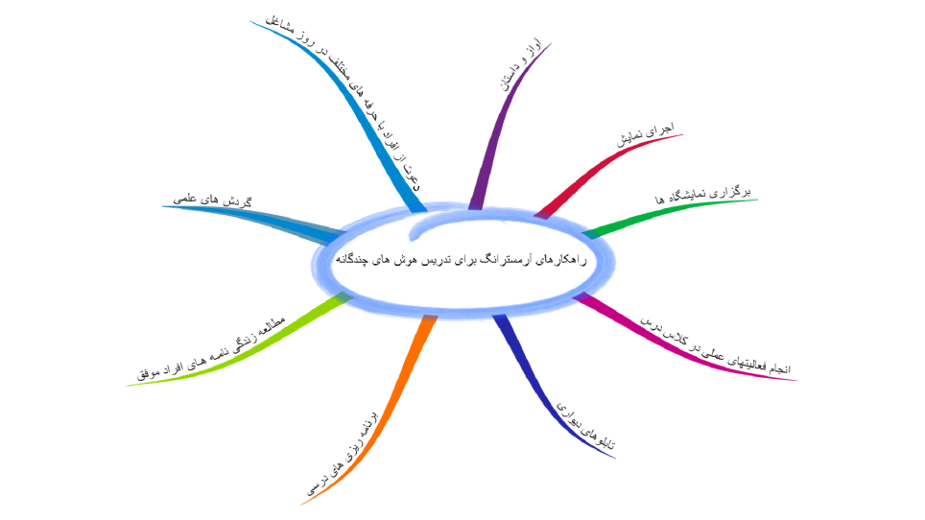 راهکارهای آرمسترانگ برای تدریس هوش های چندگانه
آواز و داستان
اجرای نمایش
برگزاری نمایشگاه ها
انجام فعالیتهای عملی در کلاس درس
تابلوهای دیواری
برنامه ریزی های درسی
مطالعه زندگی نامه های افراد موفق
گردش های علمی
دعوت از افراد با حرفه های مختلف در روز مشاغل